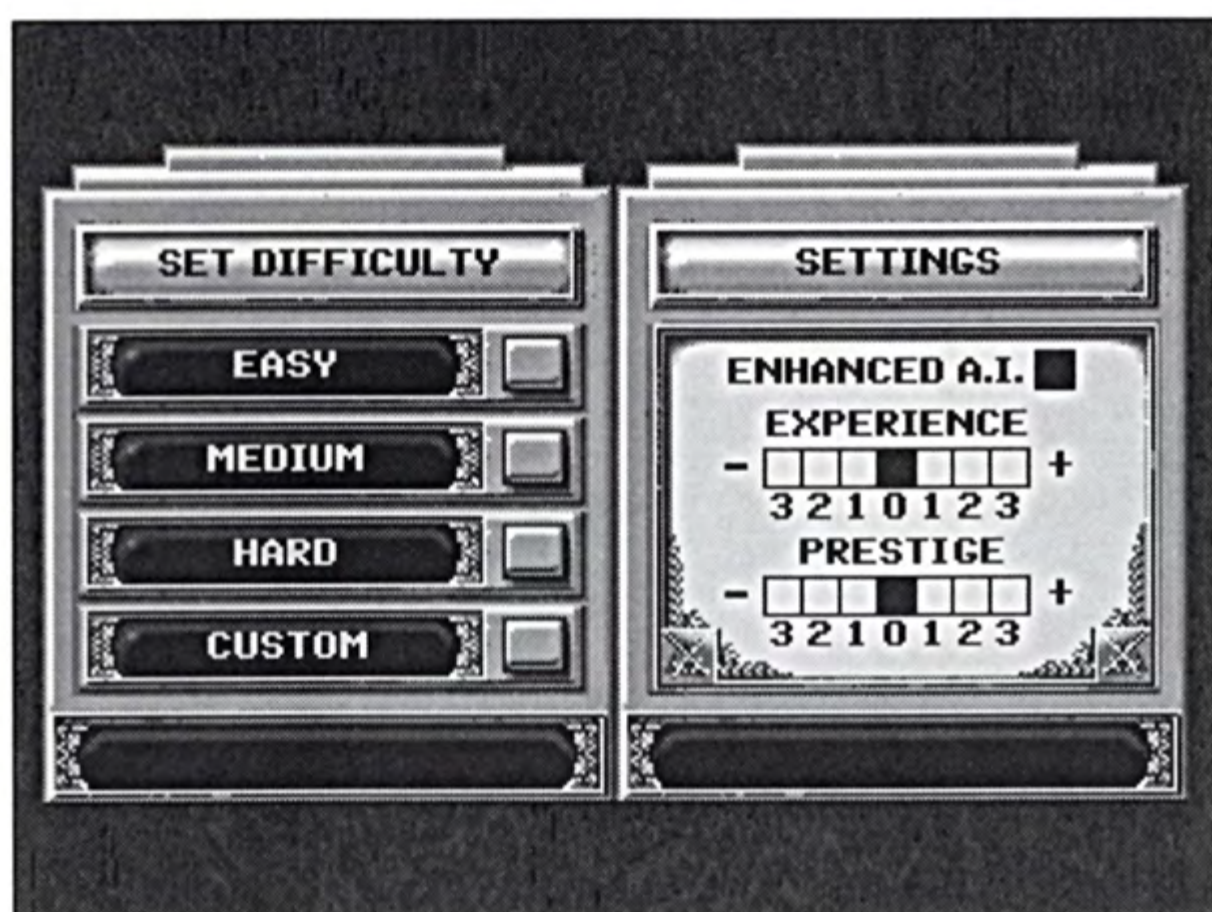 SET DIFFICULTY
EASY
MEDIUM
HARD
CUSTOM
SETTINGS
ENHANCED A.I.
EXPERIENCE
- +
3 2 1 0 1 2 3
PRESTIGE
- +
3 2 1 0 1 2 3